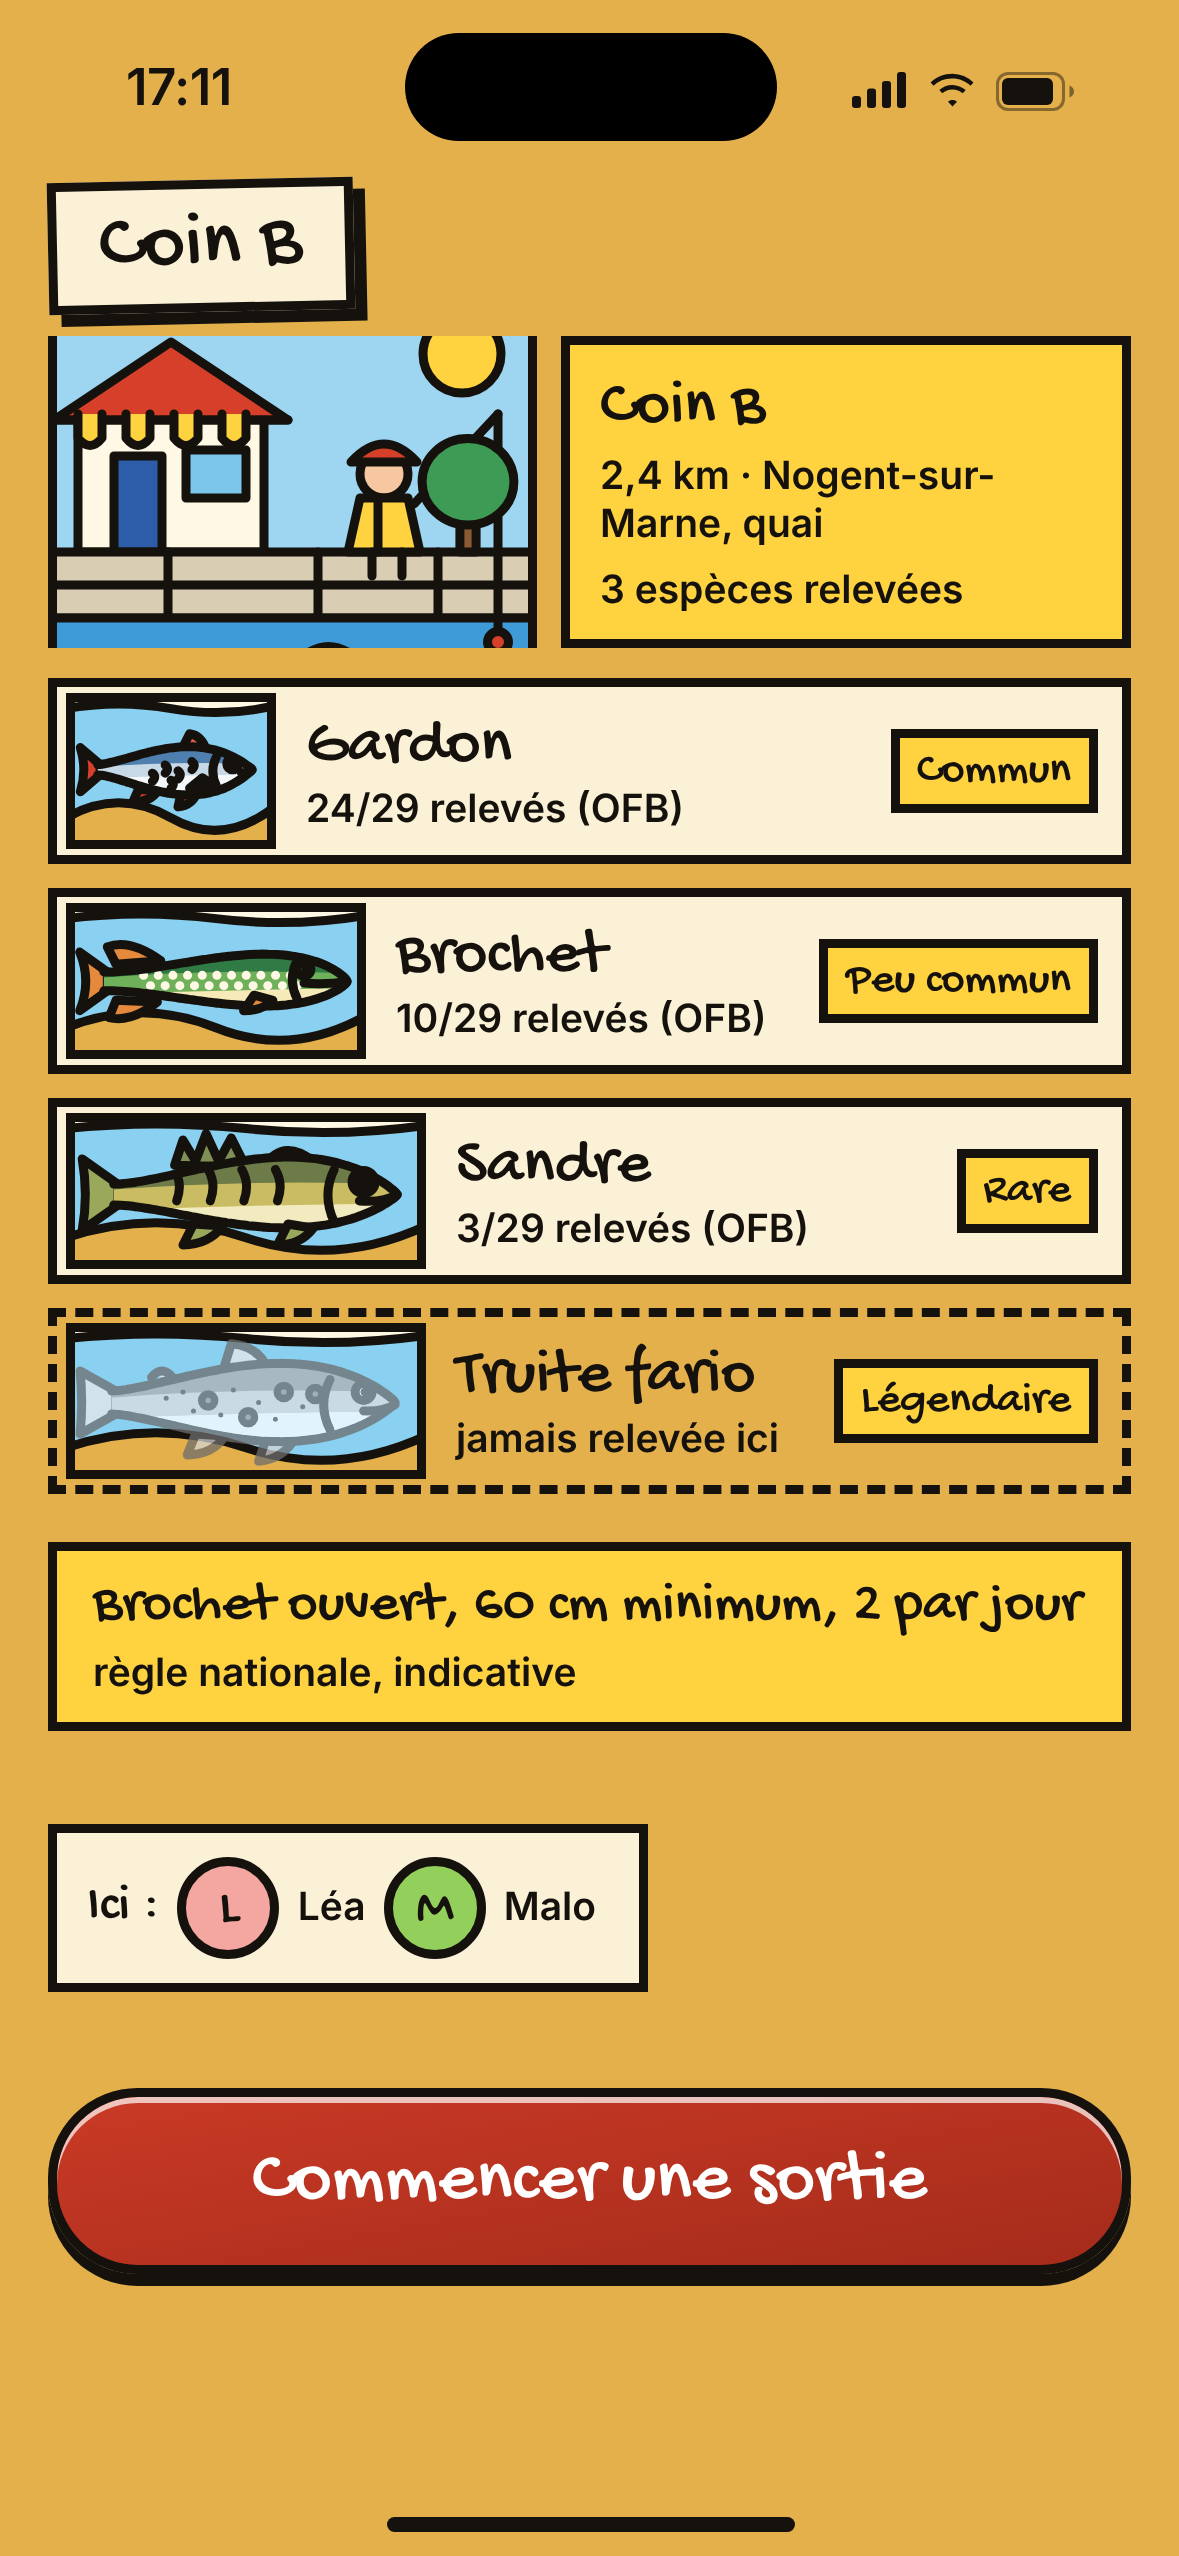 17:11
Coin B
Coin B
2,4 km · Nogent-sur-
Marne, quai
3 espèces relevées
Gardon
24/29 relevés (OFB)
Commun
Brochet
10/29 relevés (OFB)
Peu commun
Sandre
3/29 relevés (OFB)
Rare
Truite fario
jamais relevée ici
Légendaire
Brochet ouvert, 60 cm minimum, 2 par jour
règle nationale, indicative
Ici : L Léa M Malo
Commencer une sortie